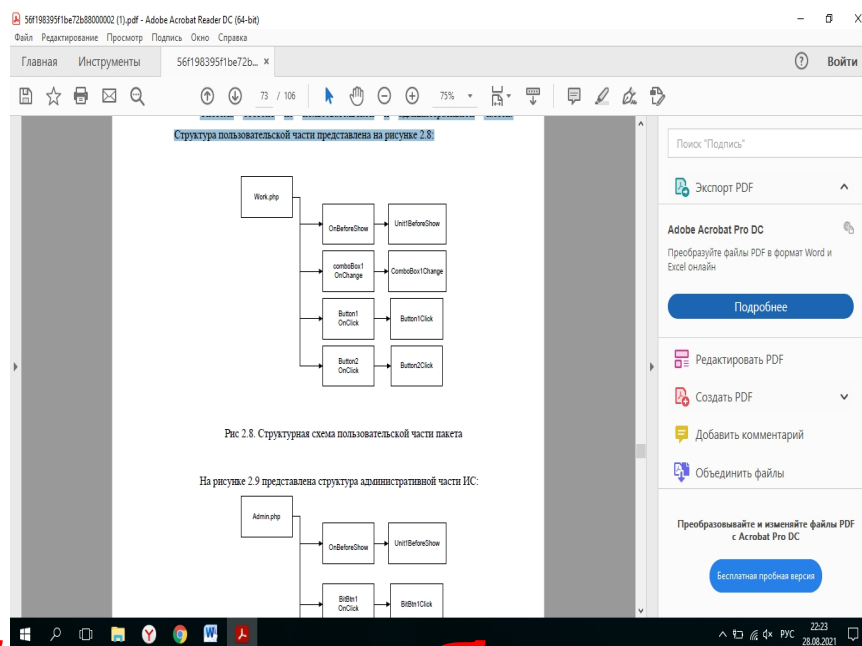 56f198395f1be72b88000002 (1).pdf - Adobe Acrobat Reader DC (64-bit)
Файл Редактирование Просмотр Подпись Окно Справка
Главная Инструменты 56f198395f1be72b... × Войти
73 / 106 75%
Структура пользовательской части представлена на рисунке 2.8:
Work.php
OnBeforeShow Unit1BeforeShow
comboBox1
OnChange ComboBox1Change
Button1
OnClick Button1Click
Button2
OnClick Button2Click
Рис 2.8. Структурная схема пользовательской части пакета
На рисунке 2.9 представлена структура административной части ИС:
Admin.php
OnBeforeShow Unit1BeforeShow
BitBtn1
OnClick BitBtn1Click
Поиск "Подпись"
Экспорт PDF
Adobe Acrobat Pro DC
Преобразуйте файлы PDF в формат Word и
Excel онлайн
Подробнее
Редактировать PDF
Создать PDF
Добавить комментарий
Объединить файлы
Преобразовывайте и изменяйте файлы PDF
с Acrobat Pro DC
Бесплатная пробная версия
РУС
22:23
28.08.2021